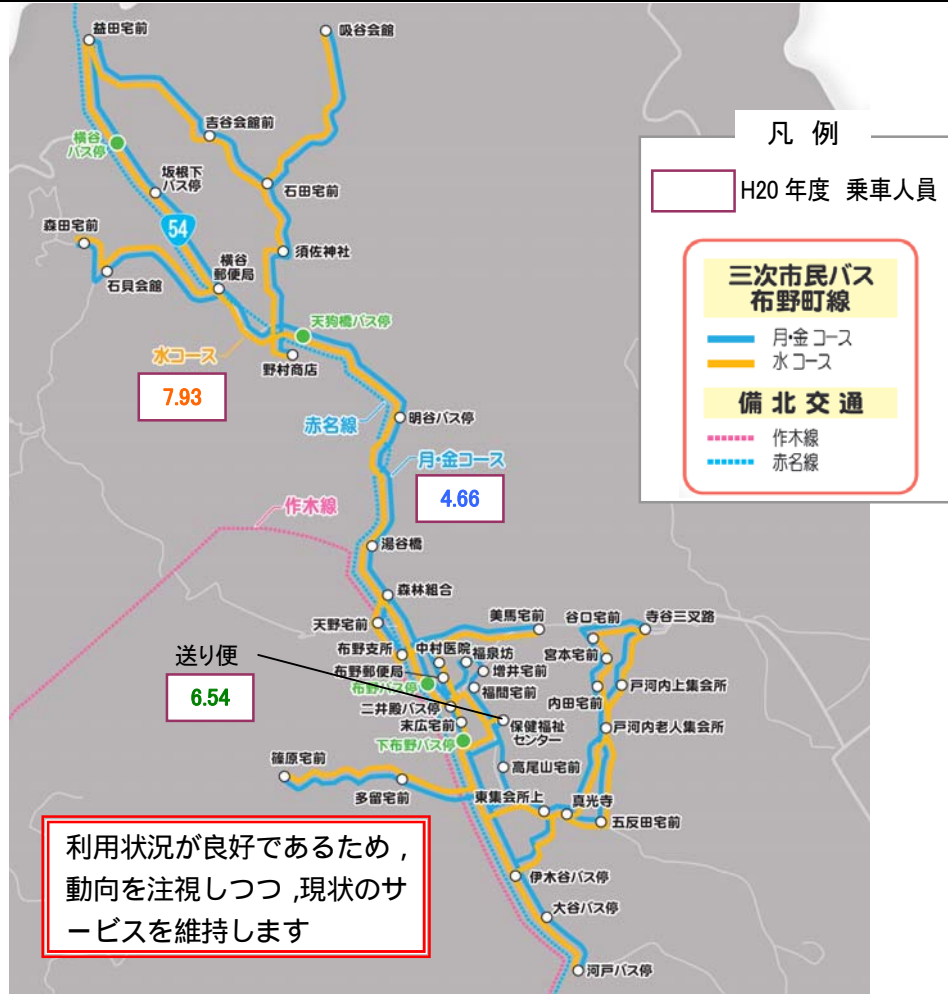 益田宅前
吸谷会館
吉谷会館前
横谷
バス停
坂根下
バス停
石田宅前
54
森田宅前
須佐神社
石貝会館
横谷
郵便局
天狗橋バス停
水コース
野村商店
7.93
赤名線
明谷バス停
月・金コース
4.66
作木線
湯谷橋
森林組合
天野宅前
美馬宅前
谷口宅前
寺谷三叉路
布野支所
中村医院
福泉坊
宮本宅前
送り便
布野郵便局
増井宅前
布野バス停
福間宅前
内田宅前
戸河内上集会所
6.54
二井殿バス停
末広宅前
保健福祉
センター
戸河内老人集会所
下布野バス停
篠原宅前
高尾山宅前
多留宅前
東集会所上
真光寺
五反田宅前
伊木谷バス停
大谷バス停
河戸バス停
利用状況が良好であるため，
動向を注視しつつ，現状のサ
ービスを維持します
凡 例
H20 年度 乗車人員
三次市民バス
布野町線
月・金 コース
水 コース
備 北 交 通
作木線
赤名線